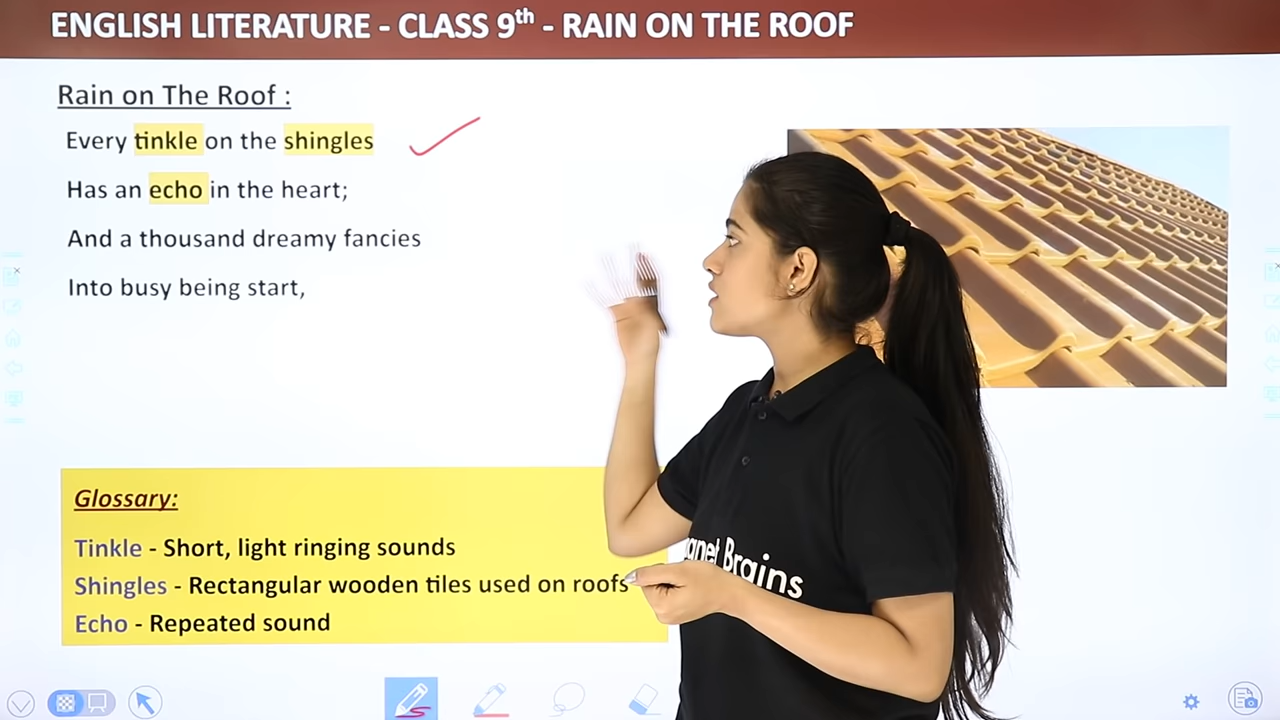 ENGLISH LITERATURE - CLASS 9th - RAIN ON THE ROOF
Rain on The Roof :
Every tinkle on the shingles
Has an echo in the heart;
And a thousand dreamy fancies
Into busy being start,
Glossary:
Tinkle - Short, light ringing sounds
Shingles - Rectangular wooden tiles used on roofs
Echo - Repeated sound
Brains